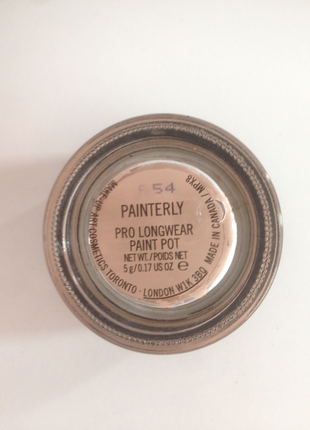 54
PAINTERLY
PRO LONGWEAR
PAINT POT
NET WT./POIDS NET
5 g/0.17 US OZ ℮
MAKE-UP ART COSMETICS TORONTO - LONDON W1K 3BQ MADE IN CANADA / MPX8